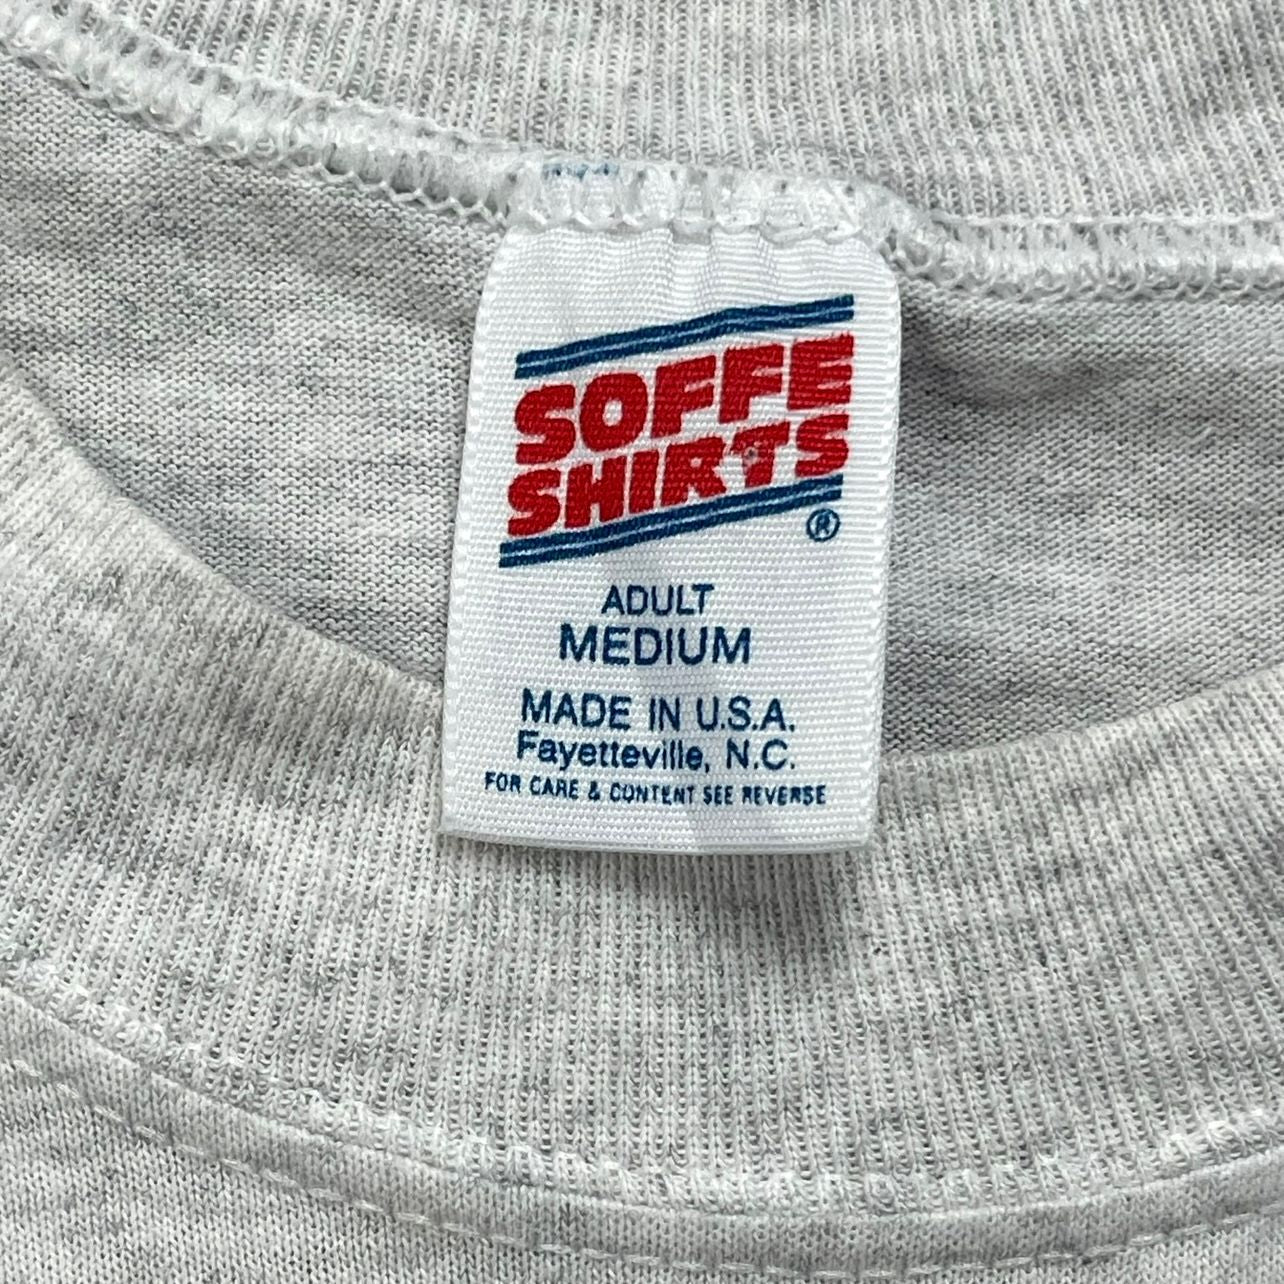 SOFFE
SHIRTS
®
ADULT
MEDIUM
MADE IN U.S.A.
Fayetteville, N.C.
FOR CARE & CONTENT SEE REVERSE